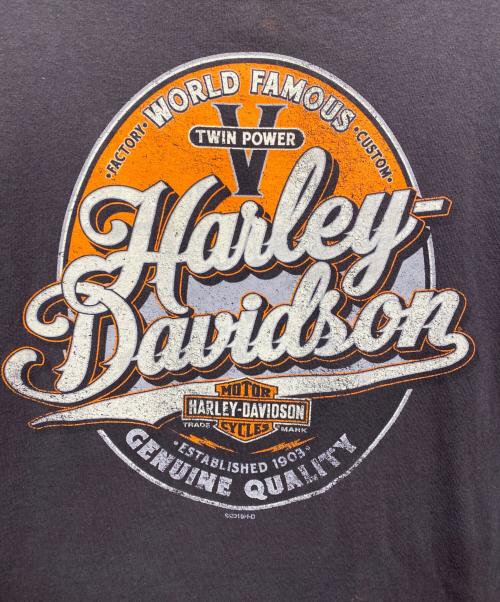 WORLD FAMOUS
•FACTORY•
•CUSTOM•
V
TWIN POWER
Harley-
Davidson
MOTOR
HARLEY-DAVIDSON
CYCLES
TRADE MARK
•ESTABLISHED 1903•
GENUINE QUALITY